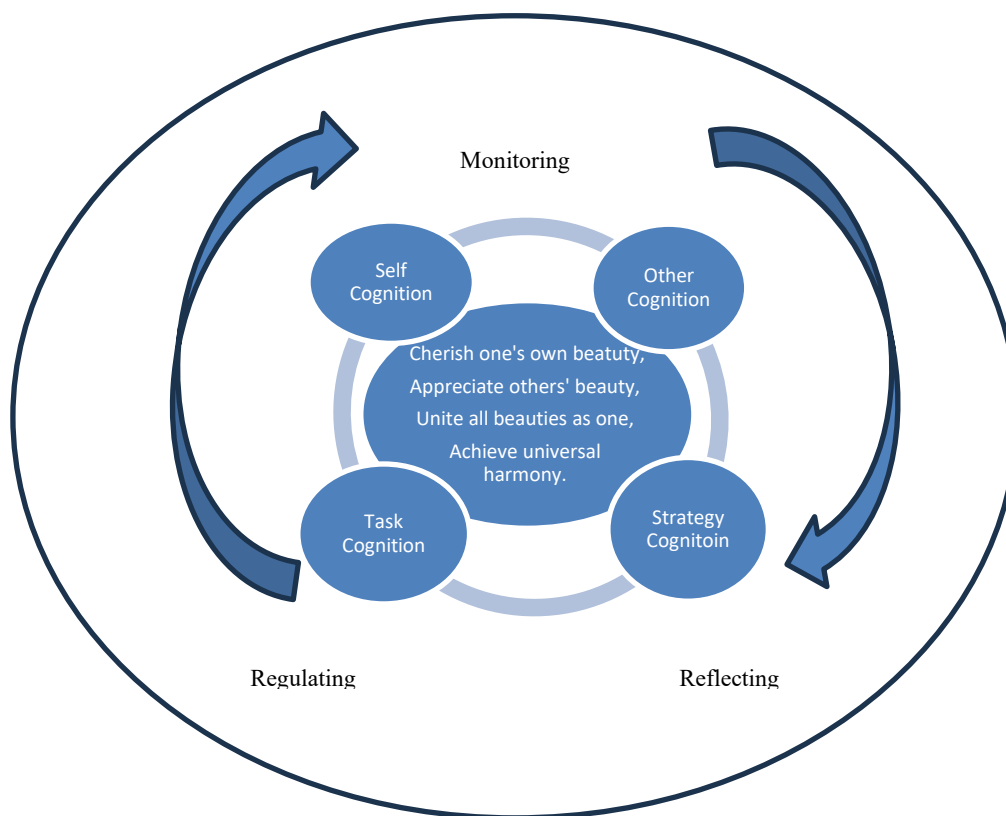 Monitoring
Self
Cognition
Other
Cognition
Cherish one's own beatuty,
Appreciate others' beauty,
Unite all beauties as one,
Achieve universal
harmony.
Task
Cognition
Strategy
Cognitoin
Regulating
Reflecting